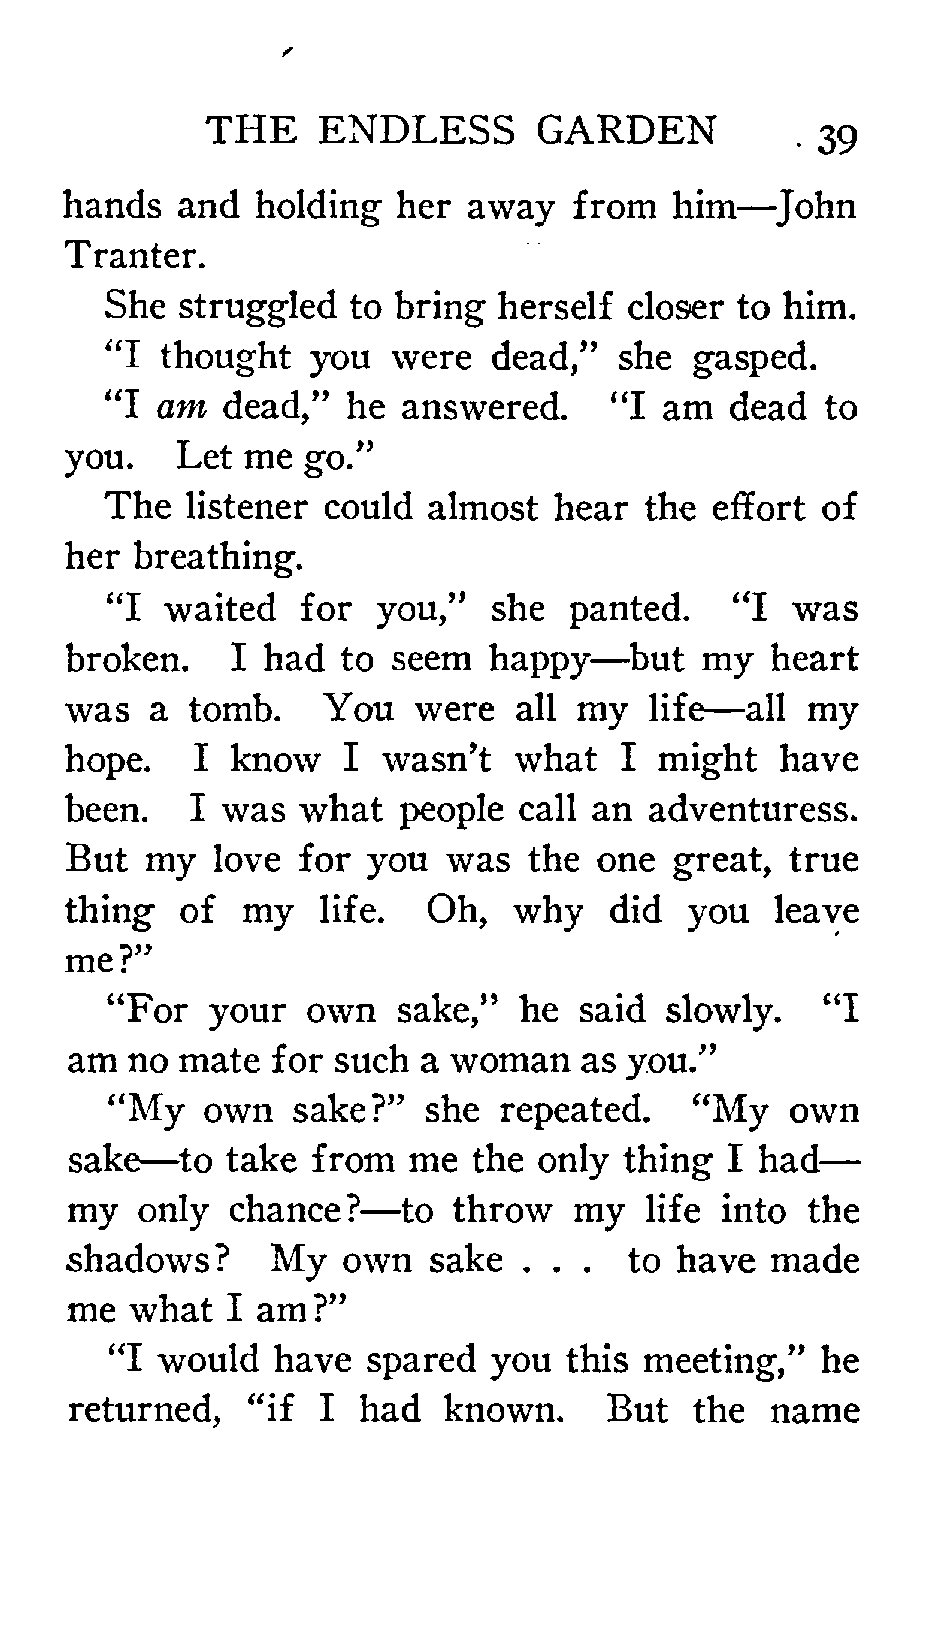 THE ENDLESS GARDEN 39
hands and holding her away from him—John
Tranter.
She struggled to bring herself closer to him.
"I thought you were dead," she gasped.
"I am dead," he answered. "I am dead to
you. Let me go."
The listener could almost hear the effort of
her breathing.
"I waited for you," she panted. "I was
broken. I had to seem happy—but my heart
was a tomb. You were all my life—all my
hope. I know I wasn't what I might have
been. I was what people call an adventuress.
But my love for you was the one great, true
thing of my life. Oh, why did you leave
me?"
"For your own sake," he said slowly. "I
am no mate for such a woman as you."
"My own sake?" she repeated. "My own
sake—to take from me the only thing I had—
my only chance?—to throw my life into the
shadows? My own sake . . . to have made
me what I am?"
"I would have spared you this meeting," he
returned, "if I had known. But the name